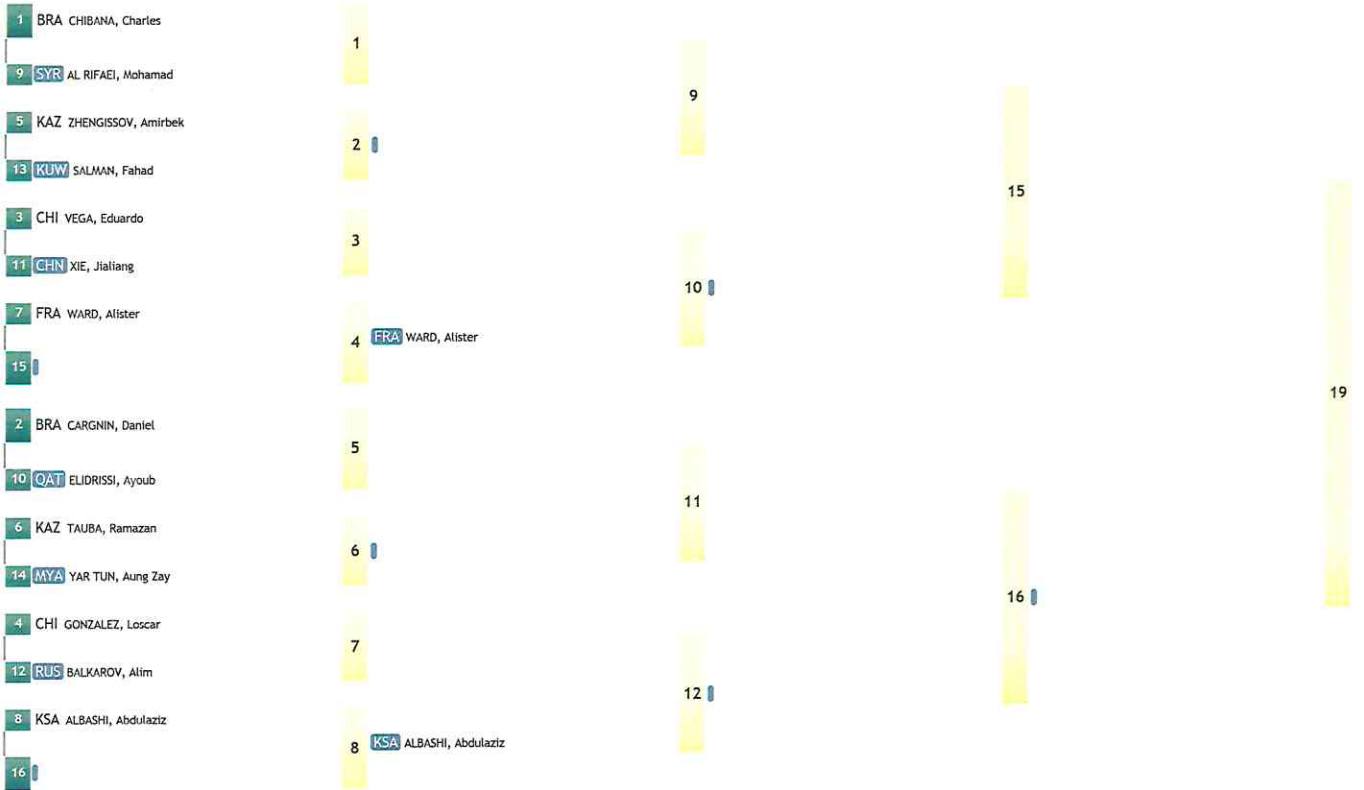 1 BRA CHIBANA, Charles
9 SYR AL RIFAEI, Mohamad
5 KAZ ZHENGISSOV, Amirbek
13 KUW SALMAN, Fahad
3 CHI VEGA, Eduardo
11 CHN XIE, Jialiang
7 FRA WARD, Alister
15
2 BRA CARGNIN, Daniel
10 QAT ELIDRISSI, Ayoub
6 KAZ TAUBA, Ramazan
14 MYA YAR TUN, Aung Zay
4 CHI GONZALEZ, Loscar
12 RUS BALKAROV, Alim
8 KSA ALBASHI, Abdulaziz
16
1
2
3
4 FRA WARD, Alister
5
6
7
8 KSA ALBASHI, Abdulaziz
9
10
11
12
15
16
19